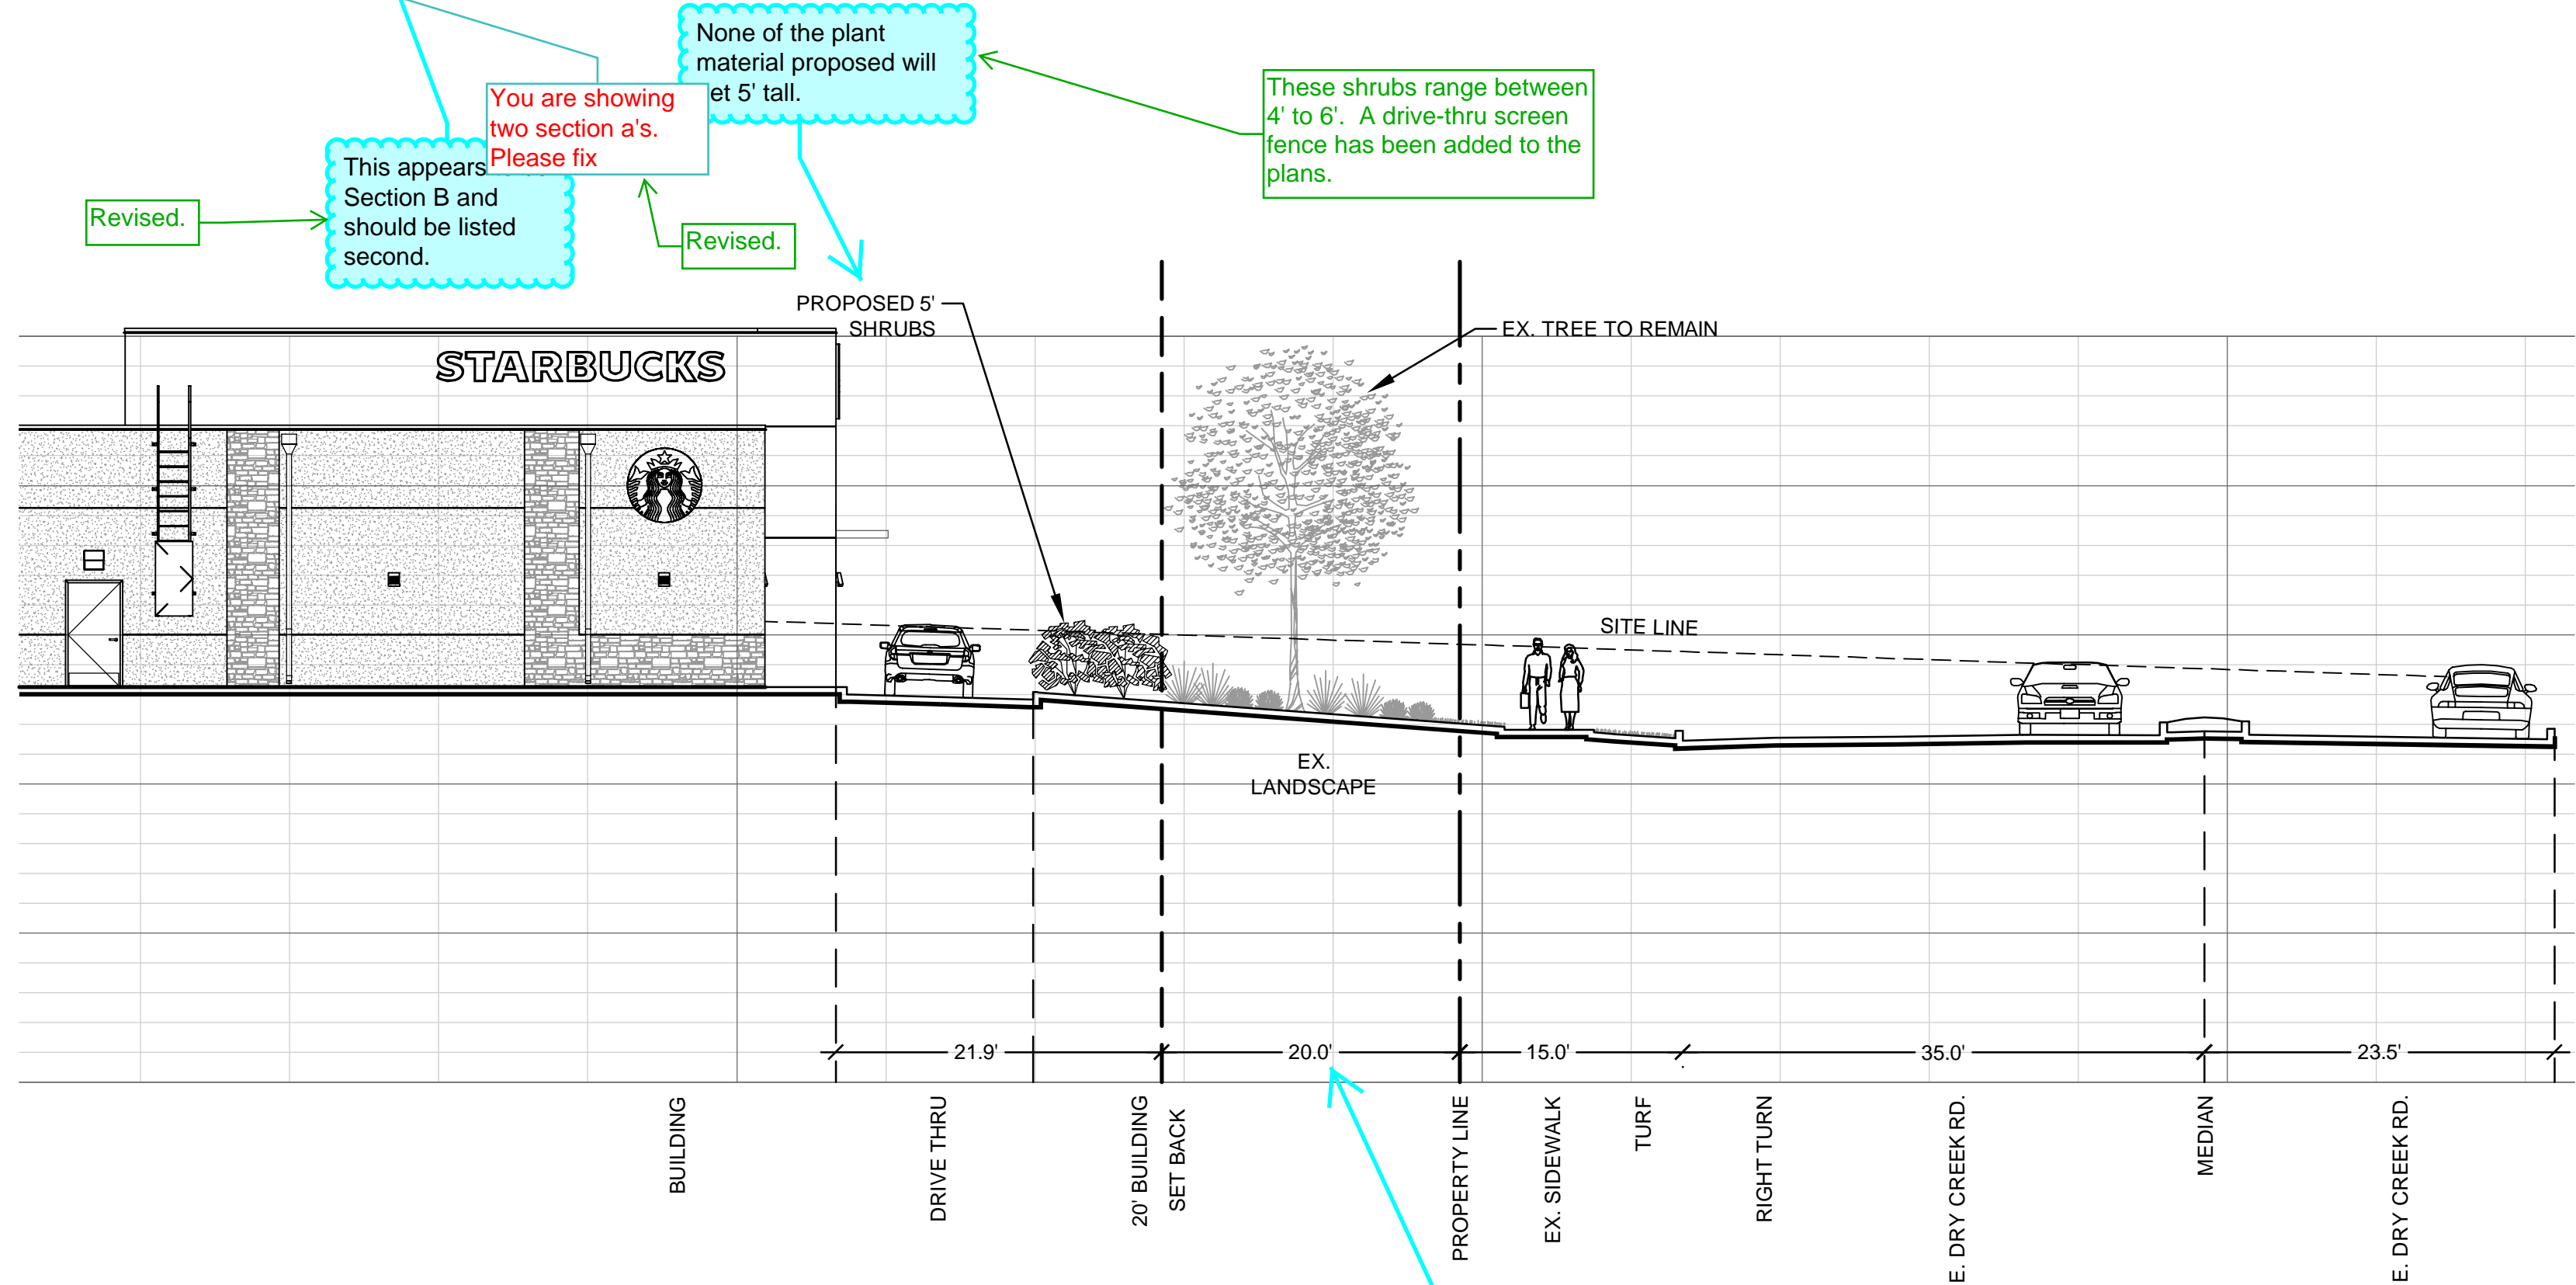 None of the plant
material proposed will
et 5' tall.
You are showing
two section a's.
Please fix
These shrubs range between
4' to 6'.  A drive-thru screen
fence has been added to the
plans.
This appears
Section B and
should be listed
second.
Revised.
Revised.
PROPOSED 5'
SHRUBS
EX. TREE TO REMAIN
STARBUCKS
SITE LINE
EX.
LANDSCAPE
21.9'
20.0'
15.0'
35.0'
23.5'
BUILDING
DRIVE THRU
20' BUILDING
SET BACK
PROPERTY LINE
EX. SIDEWALK
TURF
RIGHT TURN
E. DRY CREEK RD.
MEDIAN
E. DRY CREEK RD.